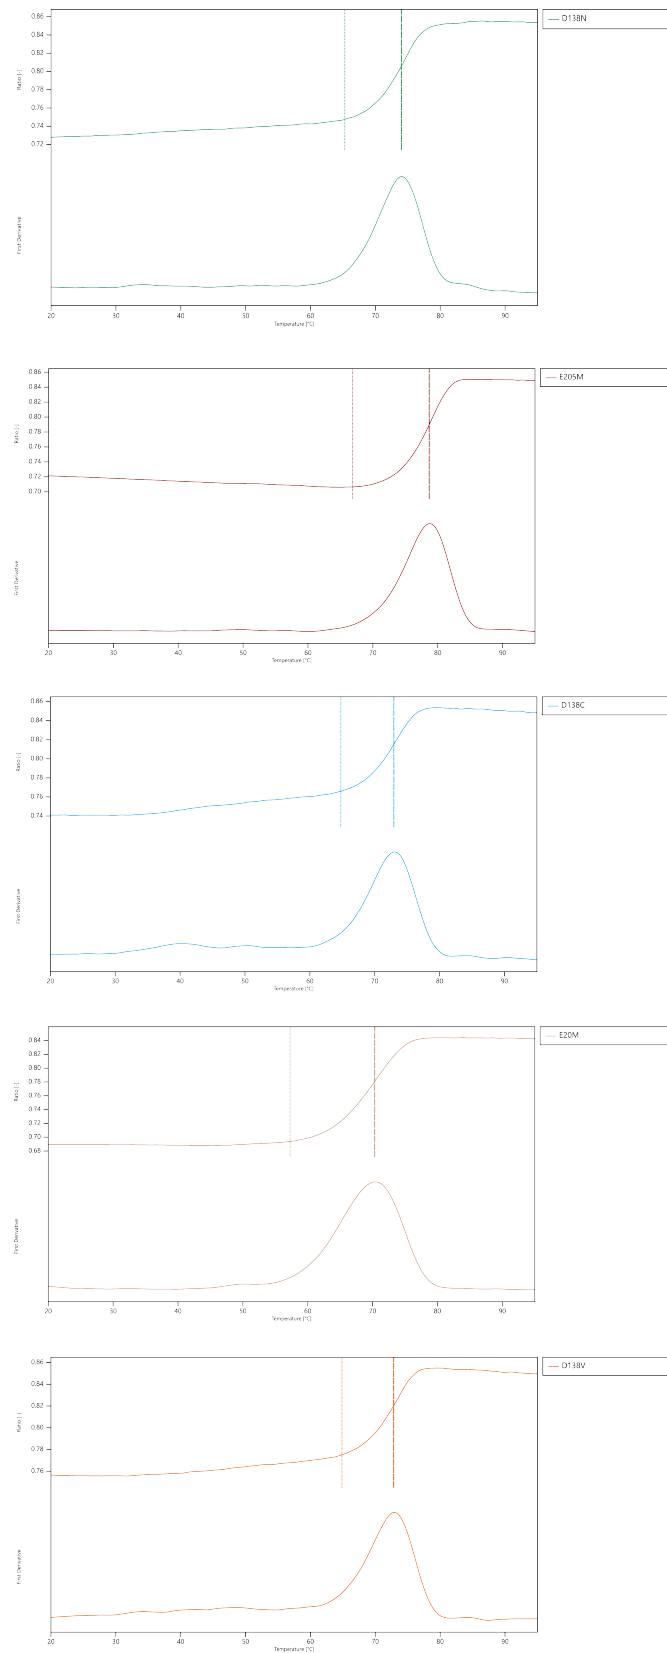 D138N
0.86
0.84
0.82
0.80
0.78
0.76
0.74
0.72
Ratio [-]
First Derivative
20 30 40 50 60 70 80 90
Temperature [°C]
E205M
0.86
0.84
0.82
0.80
0.78
0.76
0.74
0.72
0.70
Ratio [-]
First Derivative
20 30 40 50 60 70 80 90
Temperature [°C]
D138C
0.86
0.84
0.82
0.80
0.78
0.76
0.74
Ratio [-]
First Derivative
20 30 40 50 60 70 80 90
Temperature [°C]
E20M
0.84
0.82
0.80
0.78
0.76
0.74
0.72
0.70
0.68
Ratio [-]
First Derivative
20 30 40 50 60 70 80 90
Temperature [°C]
D138V
0.86
0.84
0.82
0.80
0.78
0.76
Ratio [-]
First Derivative
20 30 40 50 60 70 80 90
Temperature [°C]